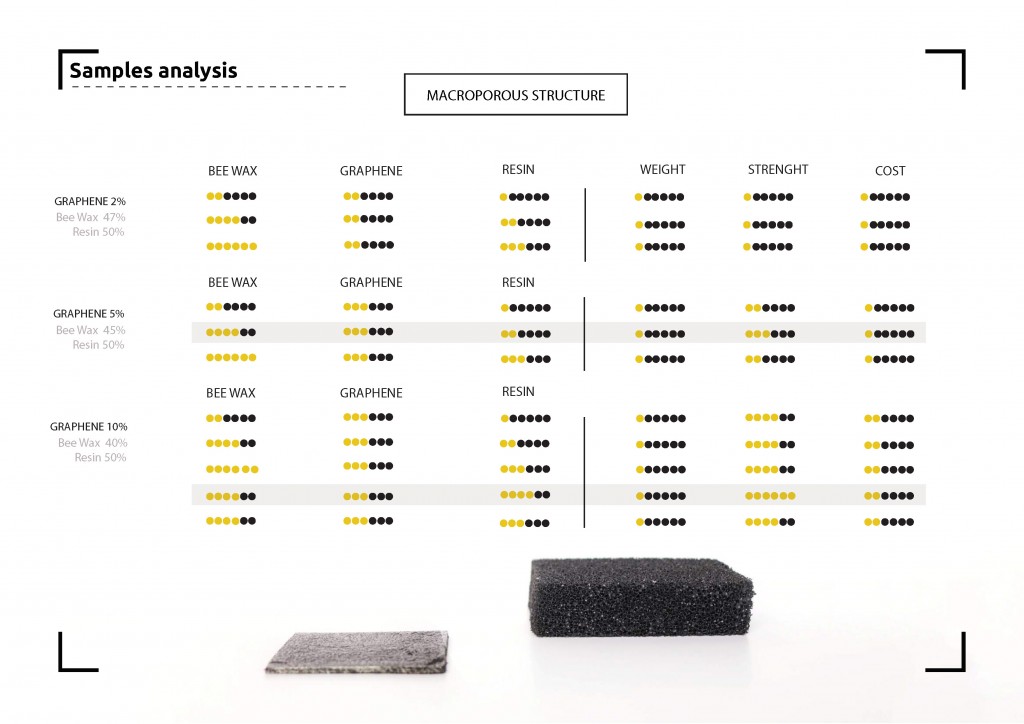 Samples analysis
MACROPOROUS STRUCTURE
BEE WAX GRAPHENE RESIN WEIGHT STRENGHT COST
GRAPHENE 2%
Bee Wax 47%
Resin 50%
BEE WAX GRAPHENE RESIN
GRAPHENE 5%
Bee Wax 45%
Resin 50%
BEE WAX GRAPHENE RESIN
GRAPHENE 10%
Bee Wax 40%
Resin 50%